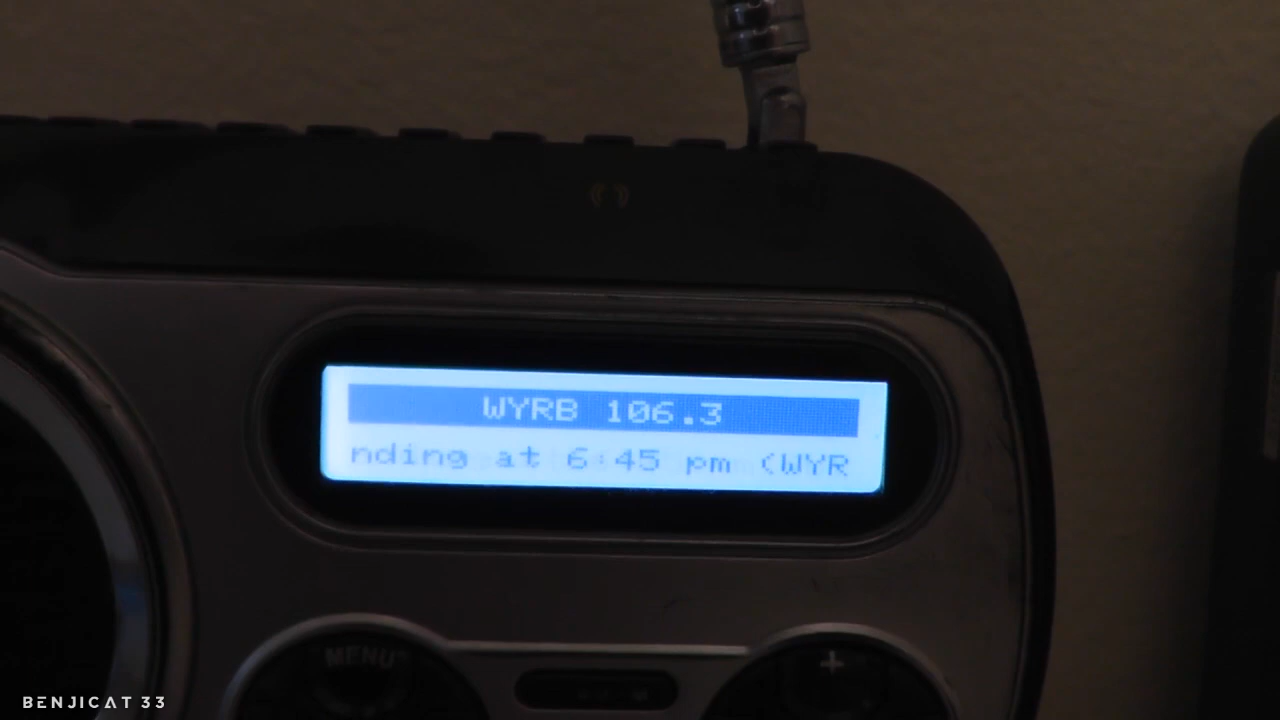 WYRB 106.3
nding at 6:45 pm (WYR
MENU
+
BENJICAT 33